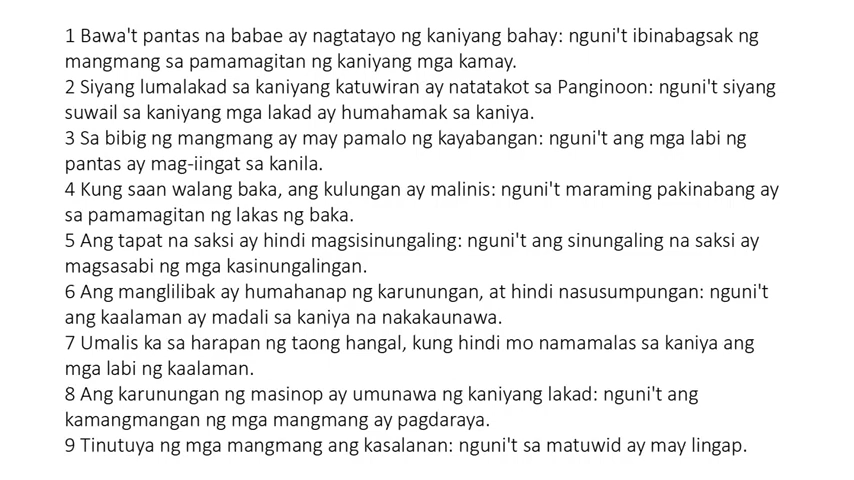 1 Bawa't pantas na babae ay nagtatayo ng kaniyang bahay: nguni't ibinabagsak ng
mangmang sa pamamagitan ng kaniyang mga kamay.
2 Siyang lumalakad sa kaniyang katuwiran ay natatakot sa Panginoon: nguni't siyang
suwail sa kaniyang mga lakad ay humahamak sa kaniya.
3 Sa bibig ng mangmang ay may pamalo ng kayabangan: nguni't ang mga labi ng
pantas ay mag-iingat sa kanila.
4 Kung saan walang baka, ang kulungan ay malinis: nguni't maraming pakinabang ay
sa pamamagitan ng lakas ng baka.
5 Ang tapat na saksi ay hindi magsisinungaling: nguni't ang sinungaling na saksi ay
magsasabi ng mga kasinungalingan.
6 Ang manglilibak ay humahanap ng karunungan, at hindi nasusumpungan: nguni't
ang kaalaman ay madali sa kaniya na nakakaunawa.
7 Umalis ka sa harapan ng taong hangal, kung hindi mo namamalas sa kaniya ang
mga labi ng kaalaman.
8 Ang karunungan ng masinop ay umunawa ng kaniyang lakad: nguni't ang
kamangmangan ng mga mangmang ay pagdaraya.
9 Tinutuya ng mga mangmang ang kasalanan: nguni't sa matuwid ay may lingap.